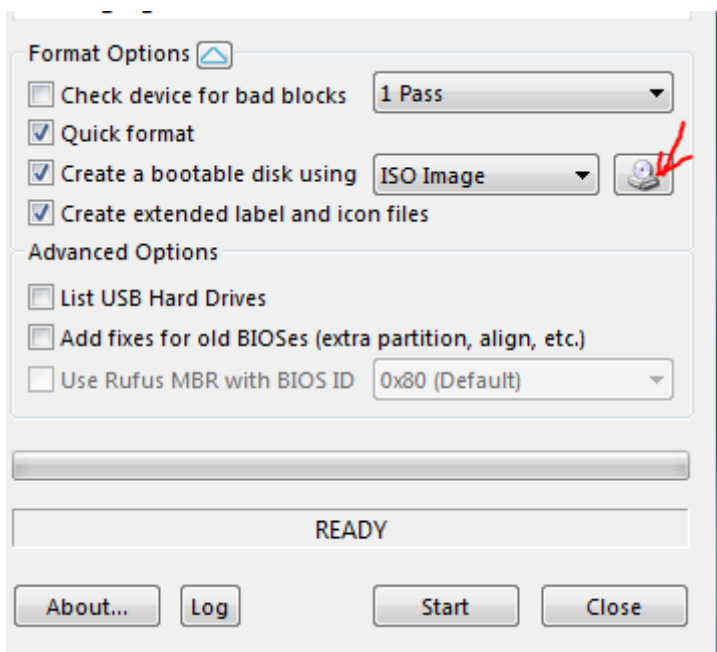 Format Options
Check device for bad blocks 1 Pass
Quick format
Create a bootable disk using ISO Image
Create extended label and icon files
Advanced Options
List USB Hard Drives
Add fixes for old BIOSes (extra partition, align, etc.)
Use Rufus MBR with BIOS ID 0x80 (Default)
READY
About... Log Start Close